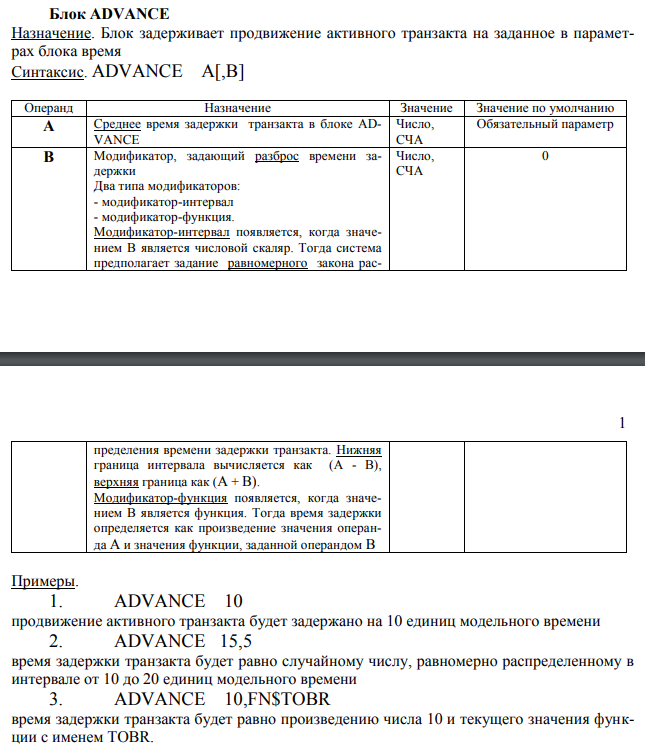 Блок ADVANCE
Назначение. Блок задерживает продвижение активного транзакта на заданное в парамет-
рах блока время
Синтаксис. ADVANCE A[,B]
Операнд Назначение Значение Значение по умолчанию
A Среднее время задержки транзакта в блоке AD-
VANCE
Число,
СЧА
Обязательный параметр
B Модификатор, задающий разброс времени за-
держки
Два типа модификаторов:
- модификатор-интервал
- модификатор-функция.
Модификатор-интервал появляется, когда значе-
нием B является числовой скаляр. Тогда система
предполагает задание равномерного закона рас-
Число,
СЧА
0
1
пределения времени задержки транзакта. Нижняя
граница интервала вычисляется как (A - B),
верхняя граница как (A + B).
Модификатор-функция появляется, когда значе-
нием B является функция. Тогда время задержки
определяется как произведение значения операн-
да A и значения функции, заданной операндом B
Примеры.
1. ADVANCE 10
продвижение активного транзакта будет задержано на 10 единиц модельного времени
2. ADVANCE 15,5
время задержки транзакта будет равно случайному числу, равномерно распределенному в
интервале от 10 до 20 единиц модельного времени
3. ADVANCE 10,FN$TOBR
время задержки транзакта будет равно произведению числа 10 и текущего значения функ-
ции с именем TOBR.